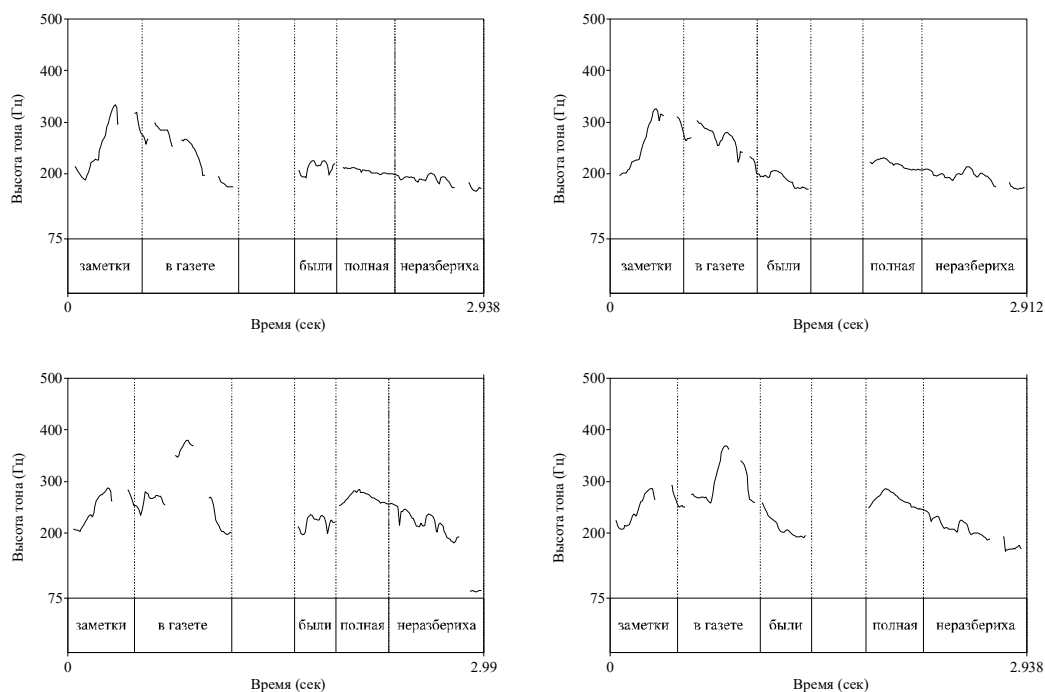 500
400
300
200
75
Высота тона (Гц)
заметки в газете были полная неразбериха
0 2.938
Время (сек)
500
400
300
200
75
Высота тона (Гц)
заметки в газете были полная неразбериха
0 2.912
Время (сек)
500
400
300
200
75
Высота тона (Гц)
заметки в газете были полная неразбериха
0 2.99
Время (сек)
500
400
300
200
75
Высота тона (Гц)
заметки в газете были полная неразбериха
0 2.938
Время (сек)